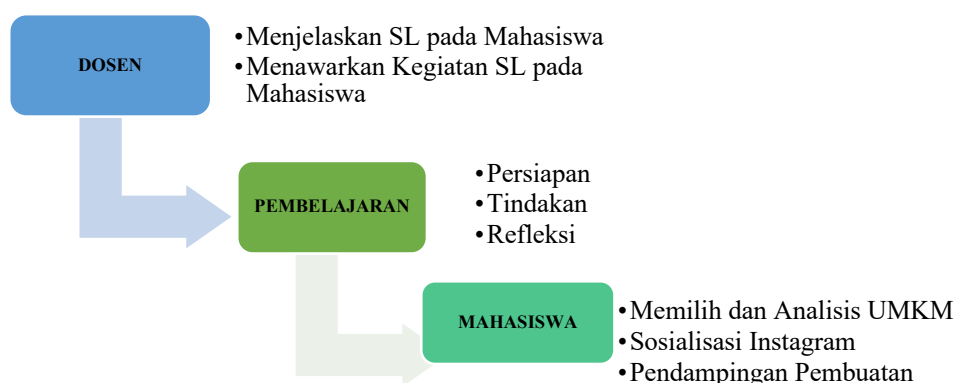 DOSEN
•Menjelaskan SL pada Mahasiswa
•Menawarkan Kegiatan SL pada
Mahasiswa
PEMBELAJARAN
•Persiapan
•Tindakan
•Refleksi
MAHASISWA
•Memilih dan Analisis UMKM
•Sosialisasi Instagram
•Pendampingan Pembuatan